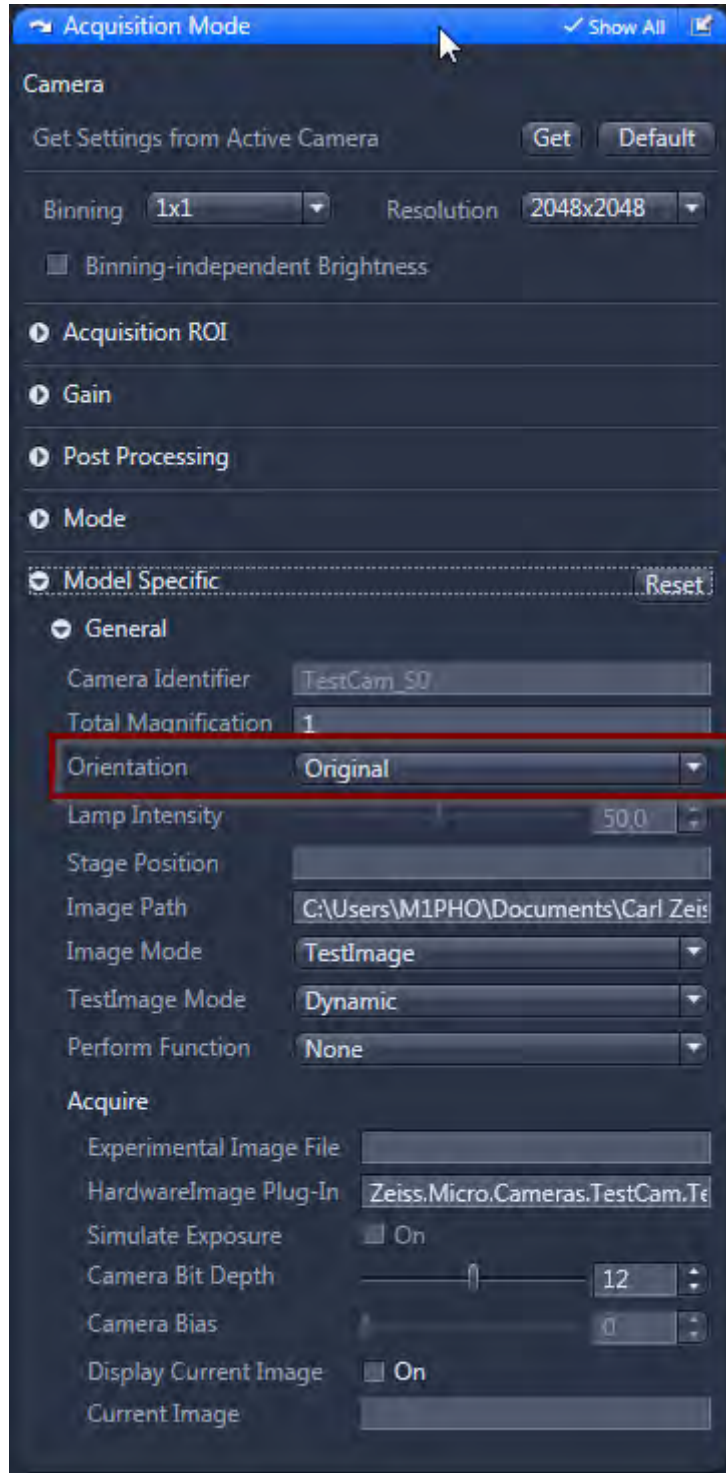 Acquisition Mode Show All
Camera
Get Settings from Active Camera Get Default
Binning 1x1 Resolution 2048x2048
Binning-independent Brightness
Acquisition ROI
Gain
Post Processing
Mode
Model Specific Reset
General
Camera Identifier TestCam_S0
Total Magnification 1
Orientation Original
Lamp Intensity 50,0
Stage Position
Image Path C:\Users\M1PHO\Documents\Carl Zeis
Image Mode TestImage
TestImage Mode Dynamic
Perform Function None
Acquire
Experimental Image File
HardwareImage Plug-In Zeiss.Micro.Cameras.TestCam.Te
Simulate Exposure On
Camera Bit Depth 12
Camera Bias 0
Display Current Image On
Current Image